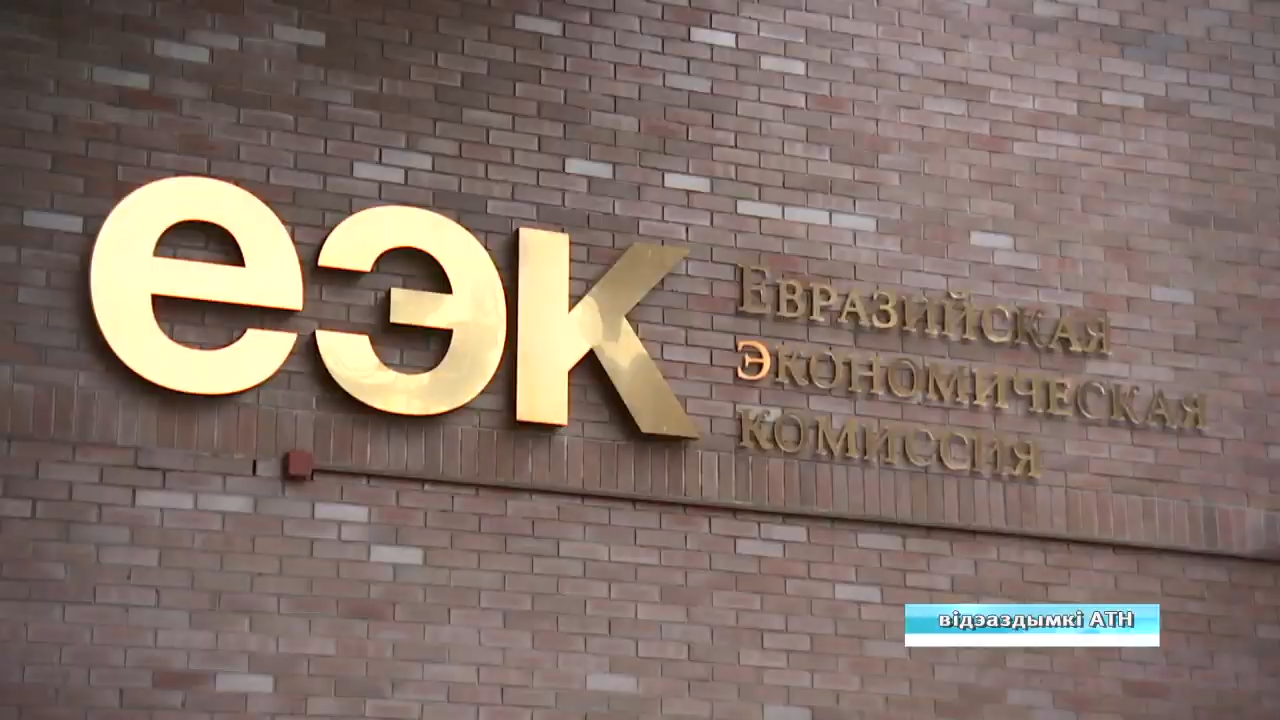 еэк
Евразийская
экономическая
комиссия
відэаздымкі АТН